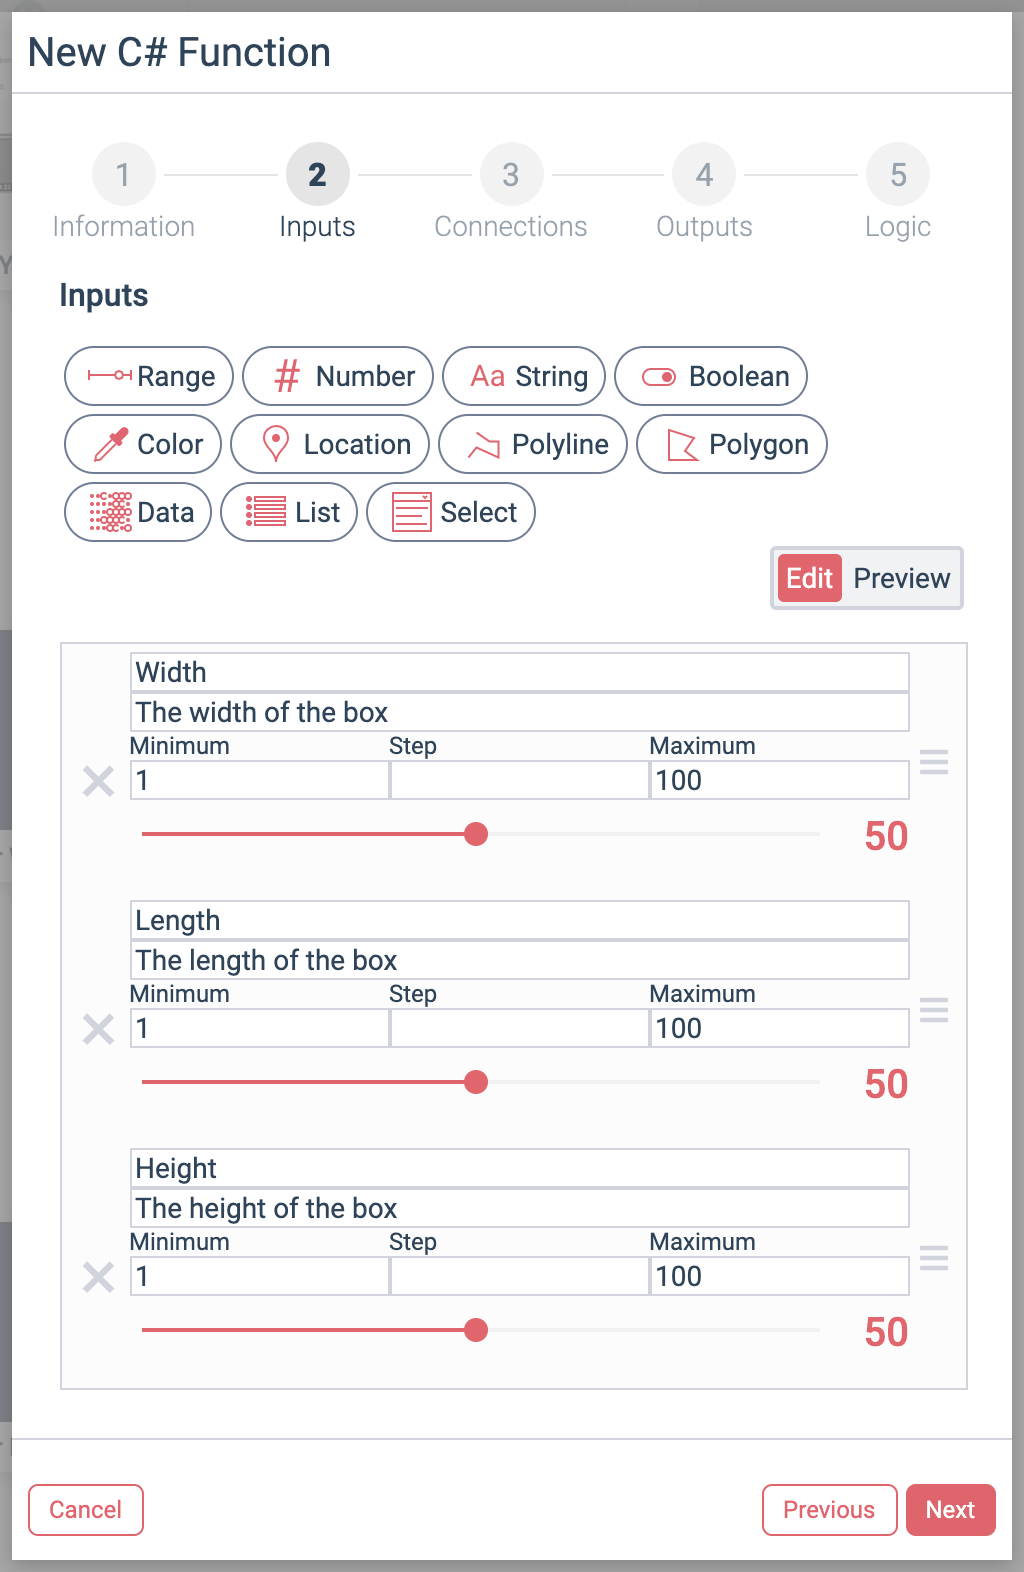 New C# Function
1 2 3 4 5
Information Inputs Connections Outputs Logic
Inputs
Range # Number Aa String Boolean
Color Location Polyline Polygon
Data List Select
Edit Preview
Width
The width of the box
Minimum Step Maximum
1 100
50
Length
The length of the box
Minimum Step Maximum
1 100
50
Height
The height of the box
Minimum Step Maximum
1 100
50
Cancel Previous Next